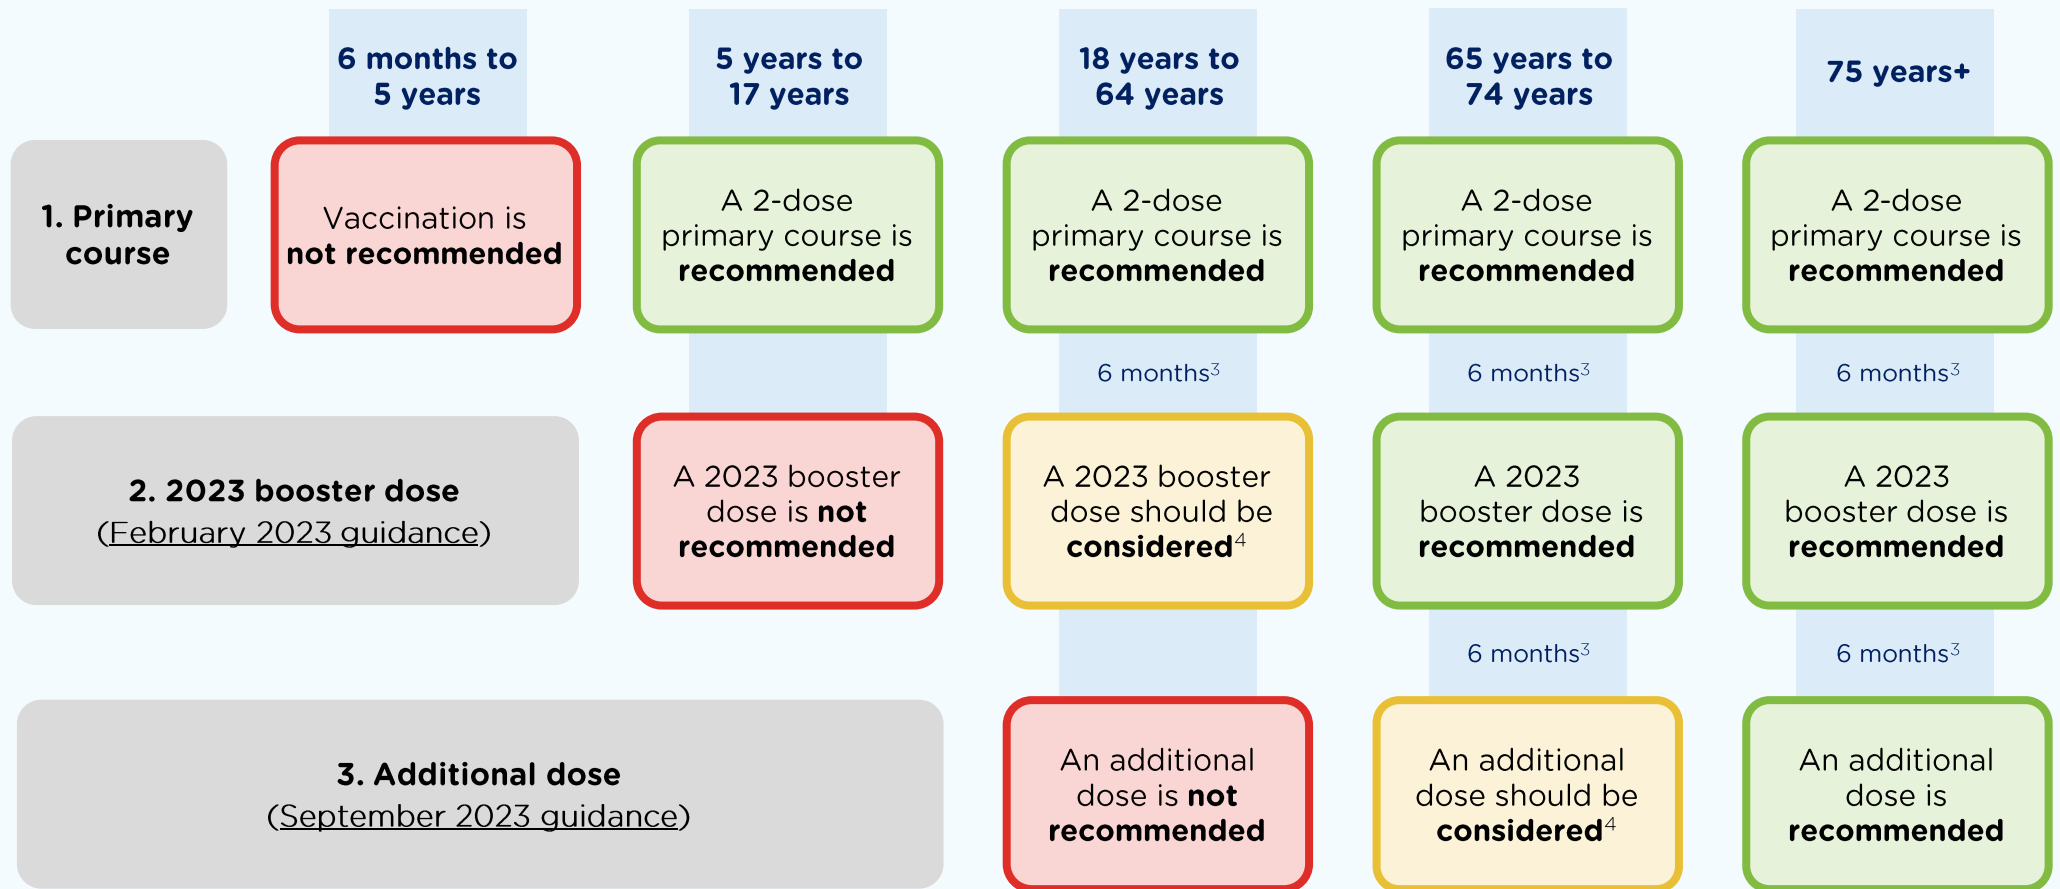 6 months to
5 years
5 years to
17 years
18 years to
64 years
65 years to
74 years
75 years+
1. Primary
course
Vaccination is
not recommended
A 2-dose
primary course is
recommended
A 2-dose
primary course is
recommended
A 2-dose
primary course is
recommended
A 2-dose
primary course is
recommended
6 months³
6 months³
6 months³
2. 2023 booster dose
(February 2023 guidance)
A 2023 booster
dose is not
recommended
A 2023 booster
dose should be
considered⁴
A 2023
booster dose is
recommended
A 2023
booster dose is
recommended
6 months³
6 months³
3. Additional dose
(September 2023 guidance)
An additional
dose is not
recommended
An additional
dose should be
considered⁴
An additional
dose is
recommended